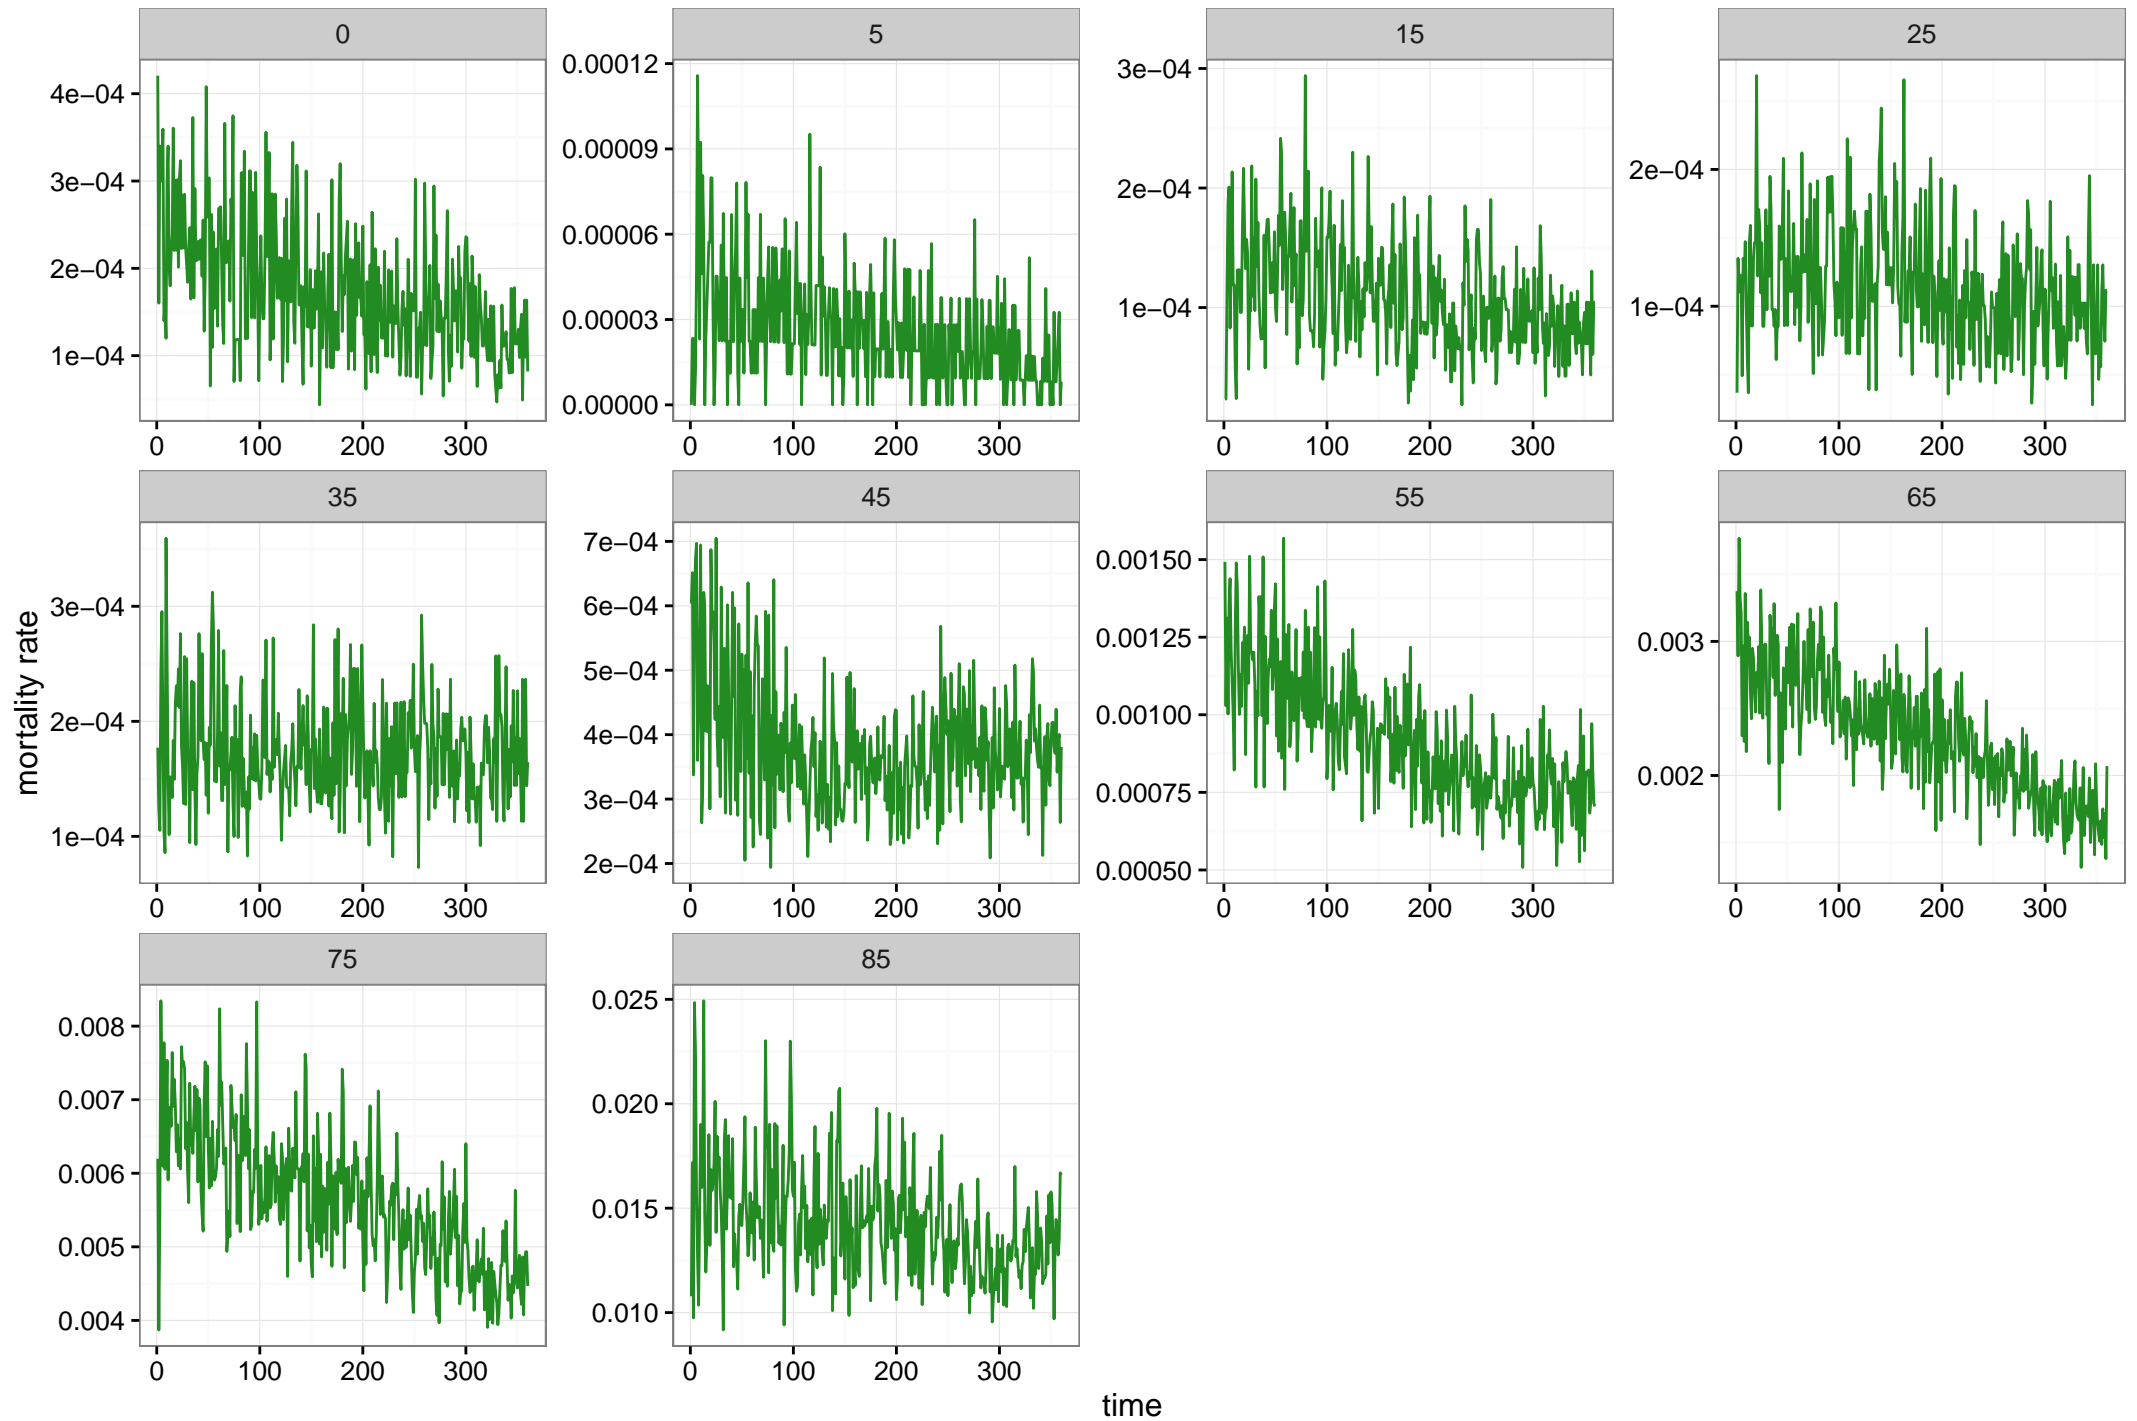 0 5 15 25
4e−04 3e−04 2e−04 1e−04
0.00012 0.00009 0.00006 0.00003 0.00000
3e−04 2e−04 1e−04
2e−04 1e−04
0 100 200 300 0 100 200 300 0 100 200 300 0 100 200 300
35 45 55 65
mortality rate
3e−04 2e−04 1e−04
7e−04 6e−04 5e−04 4e−04 3e−04 2e−04
0.00150 0.00125 0.00100 0.00075 0.00050
0.003 0.002
0 100 200 300 0 100 200 300 0 100 200 300 0 100 200 300
75 85
0.008 0.007 0.006 0.005 0.004
0.025 0.020 0.015 0.010
0 100 200 300 0 100 200 300
time